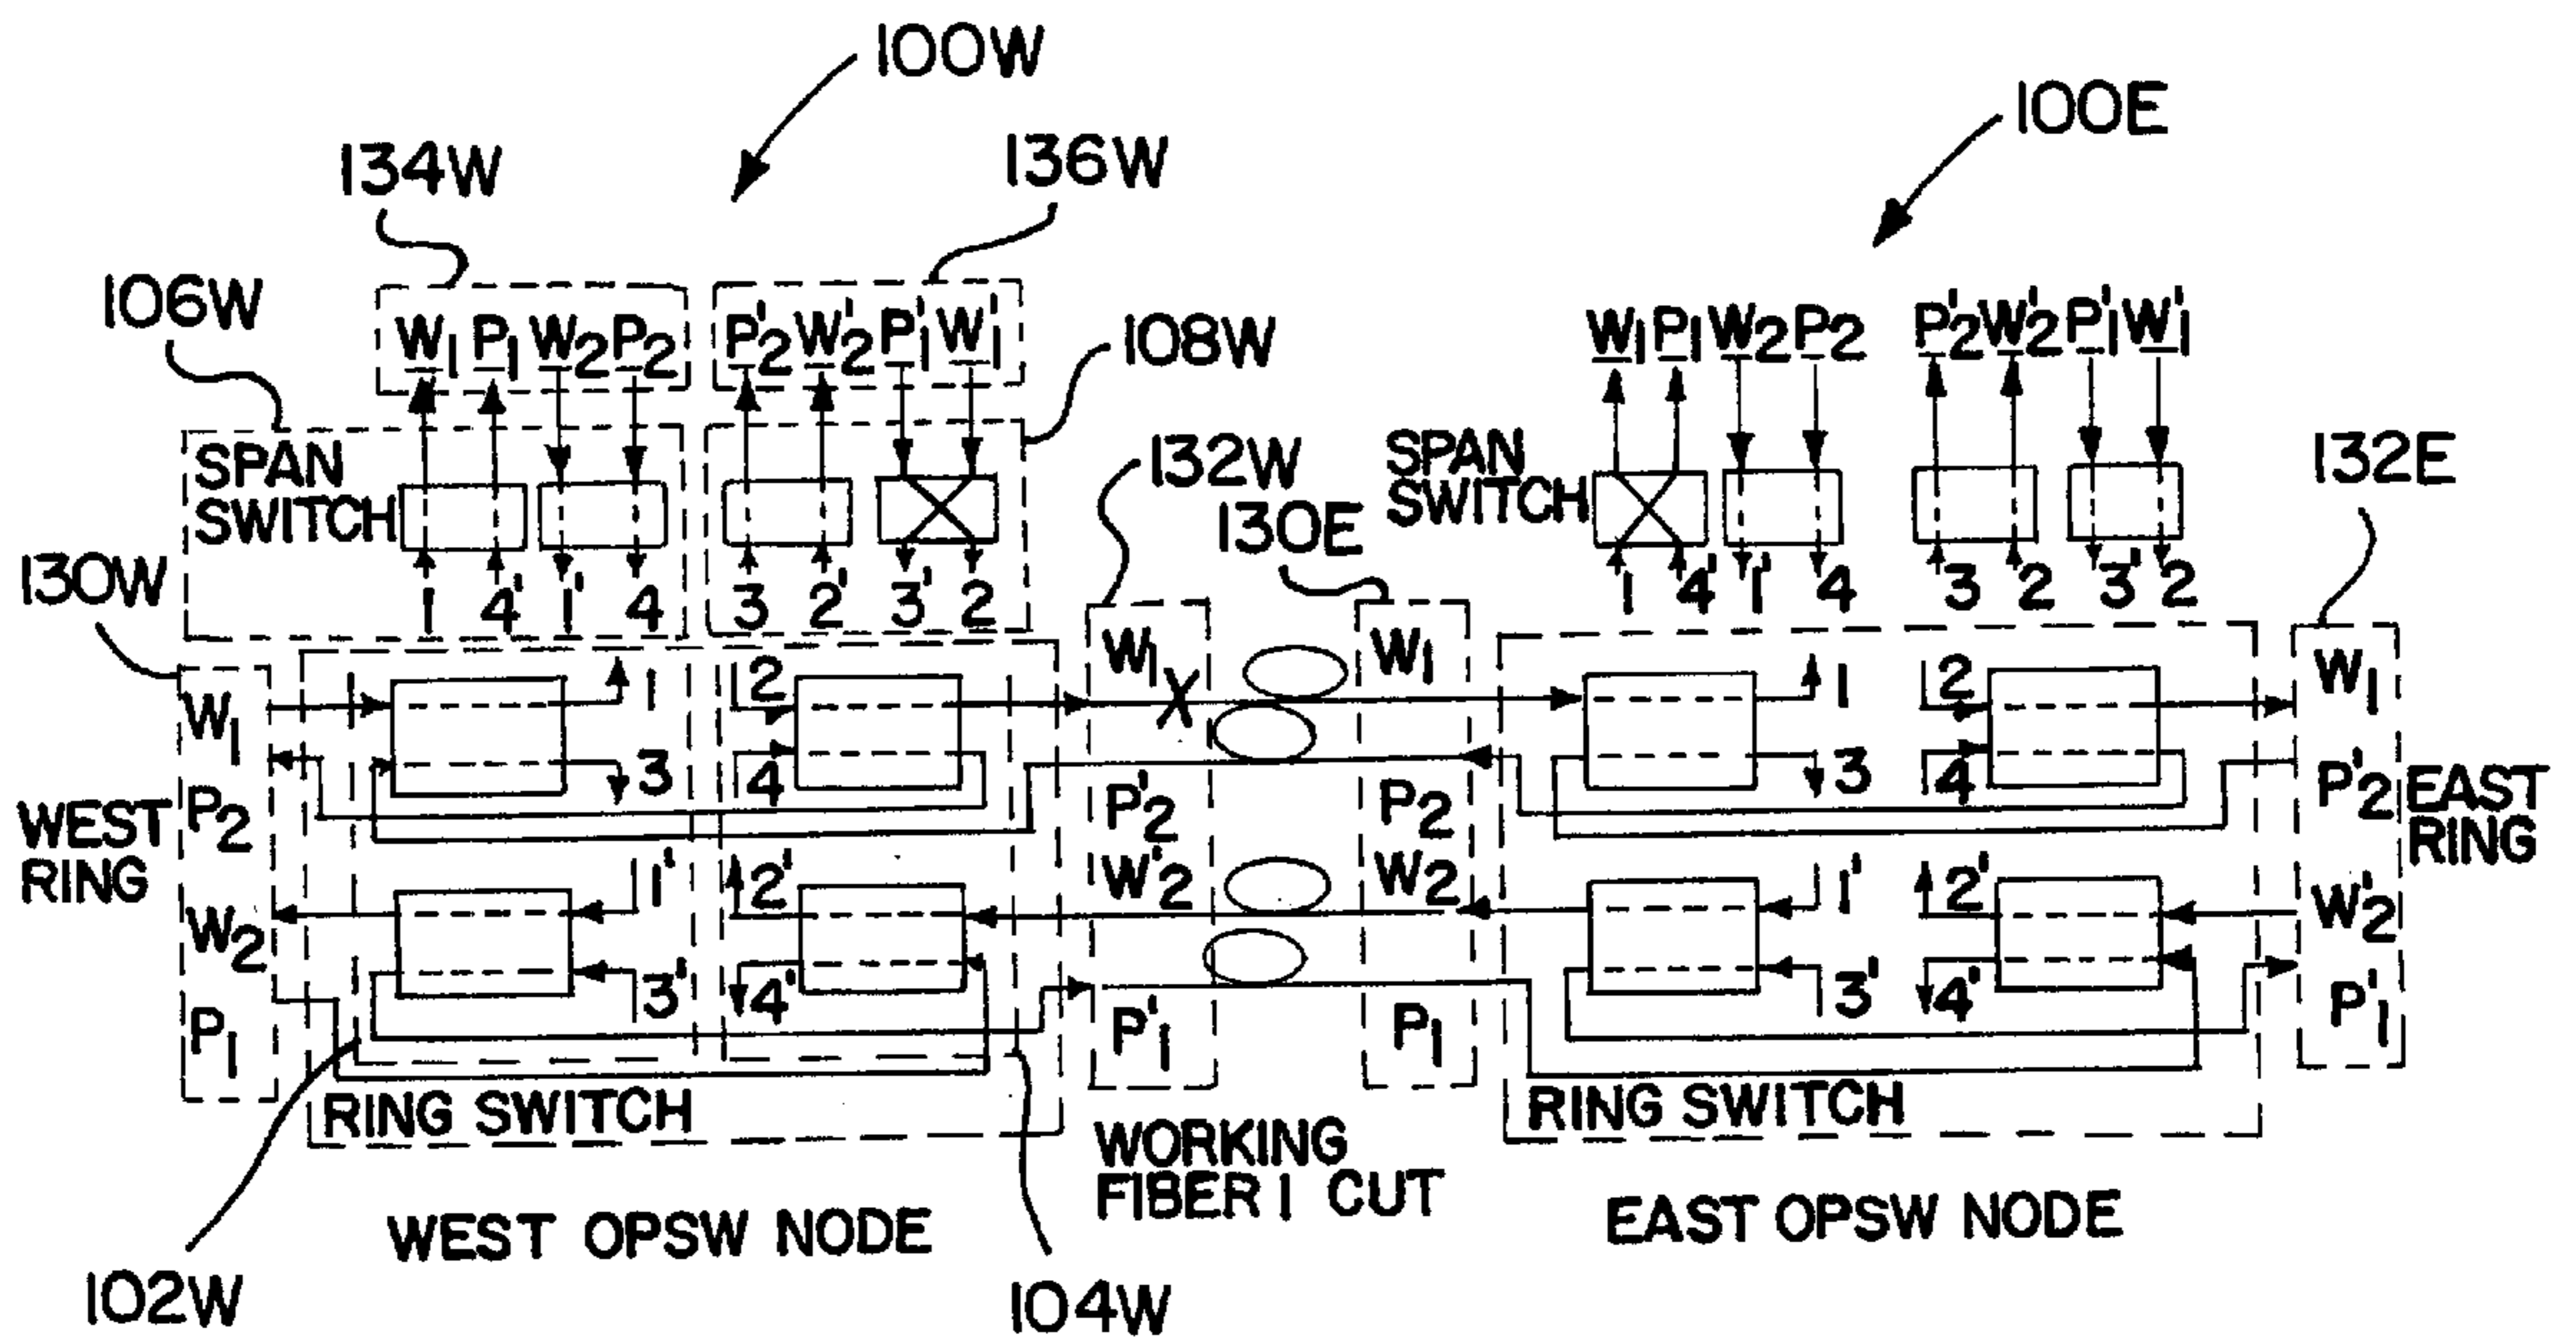 100W
100E
134W
136W
106W
W1 P1 W2 P2
P'2 W'2 P'1 W'1
108W
W1 P1 W2 P2
P'2 W'2 P'1 W'1
SPAN
SWITCH
132W
SPAN
SWITCH
132E
130E
130W
1 4' 1' 4
3 2' 3' 2
1 4' 1' 4
3 2 3' 2
W1
P2
W2
P1
WEST
RING
1
3
2
4
1'
3'
2'
4'
W1
X
P'2
W'2
P'1
W1
P2
W2
P1
1
3
2
4
1'
3'
2'
4'
W1
P'2
W'2
P'1
EAST
RING
RING SWITCH
RING SWITCH
WORKING
FIBER 1 CUT
WEST OPSW NODE
EAST OPSW NODE
102W
104W